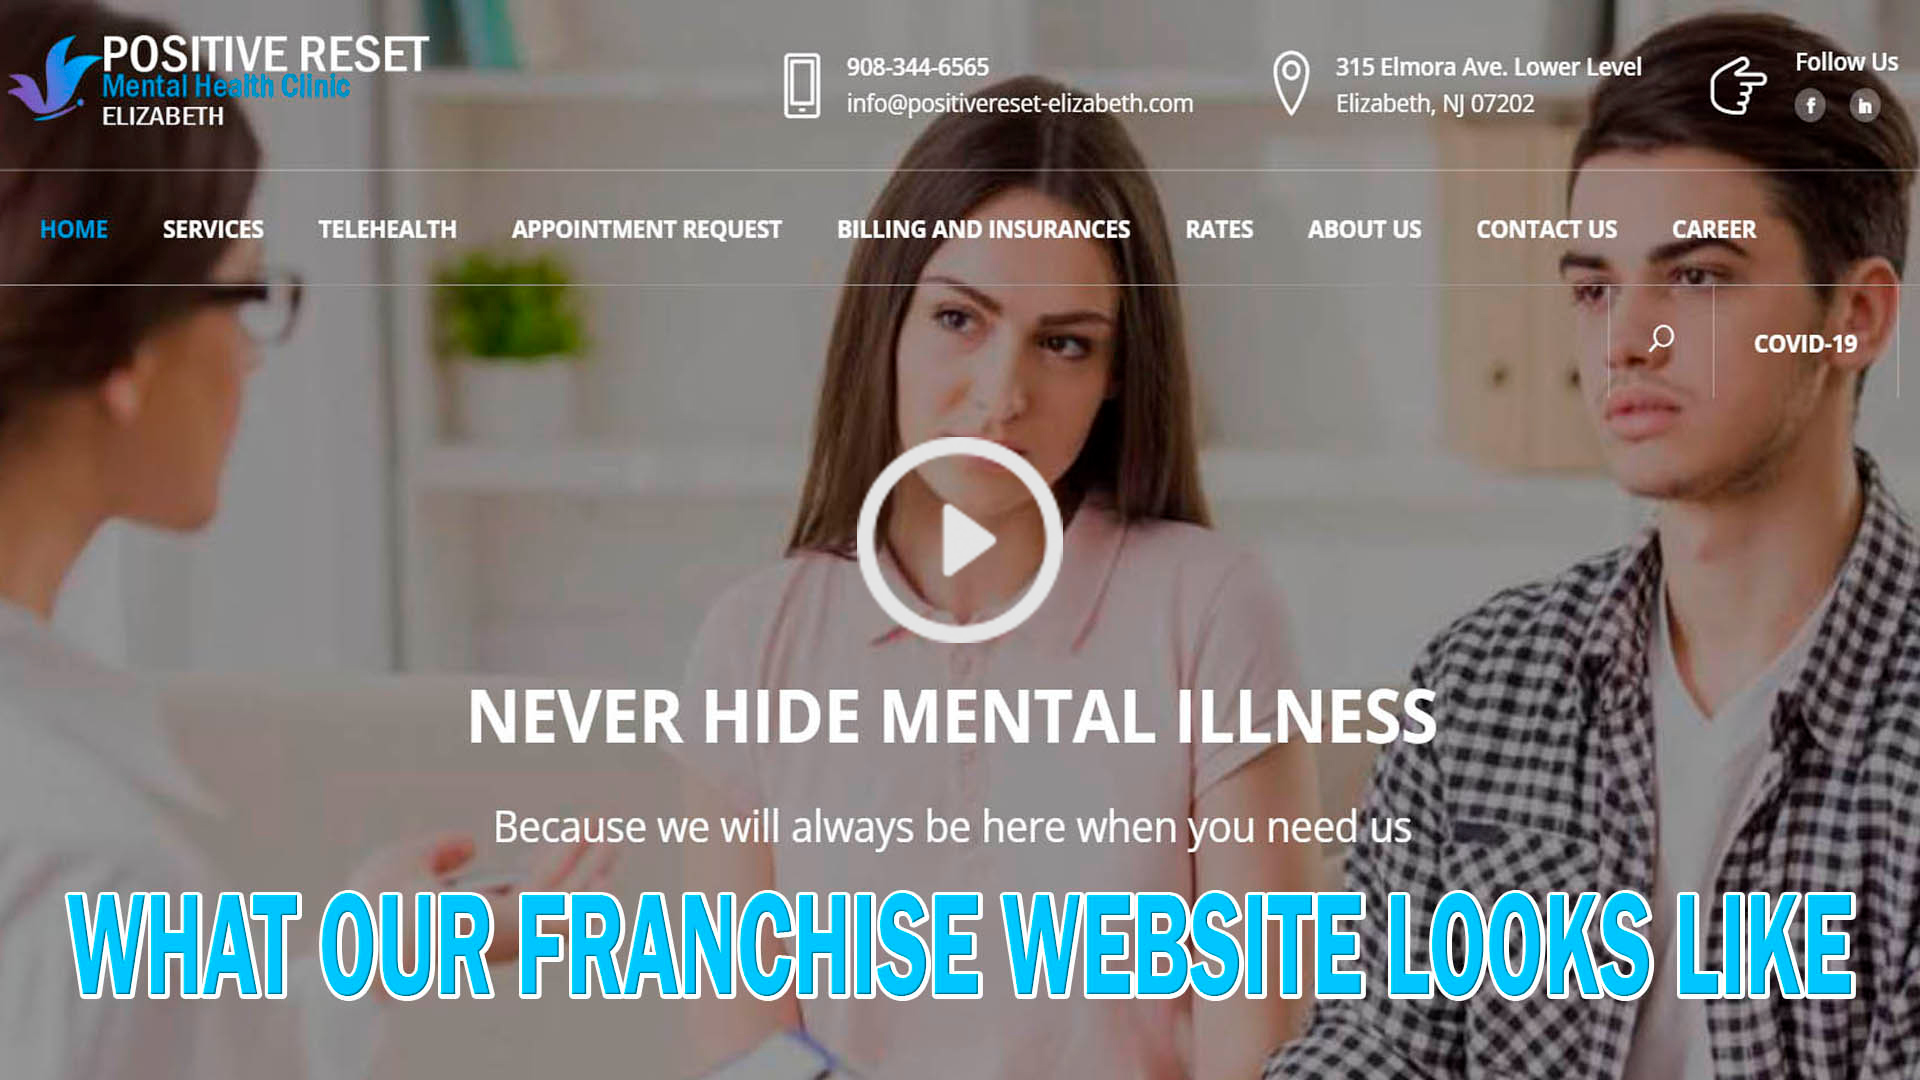 POSITIVE RESET
Mental Health Clinic
ELIZABETH
908-344-6565
info@positivereset-elizabeth.com
315 Elmora Ave. Lower Level
Elizabeth, NJ 07202
Follow Us
f
in
HOME SERVICES TELEHEALTH APPOINTMENT REQUEST BILLING AND INSURANCES RATES ABOUT US CONTACT US CAREER
COVID-19
NEVER HIDE MENTAL ILLNESS
Because we will always be here when you need us
WHAT OUR FRANCHISE WEBSITE LOOKS LIKE